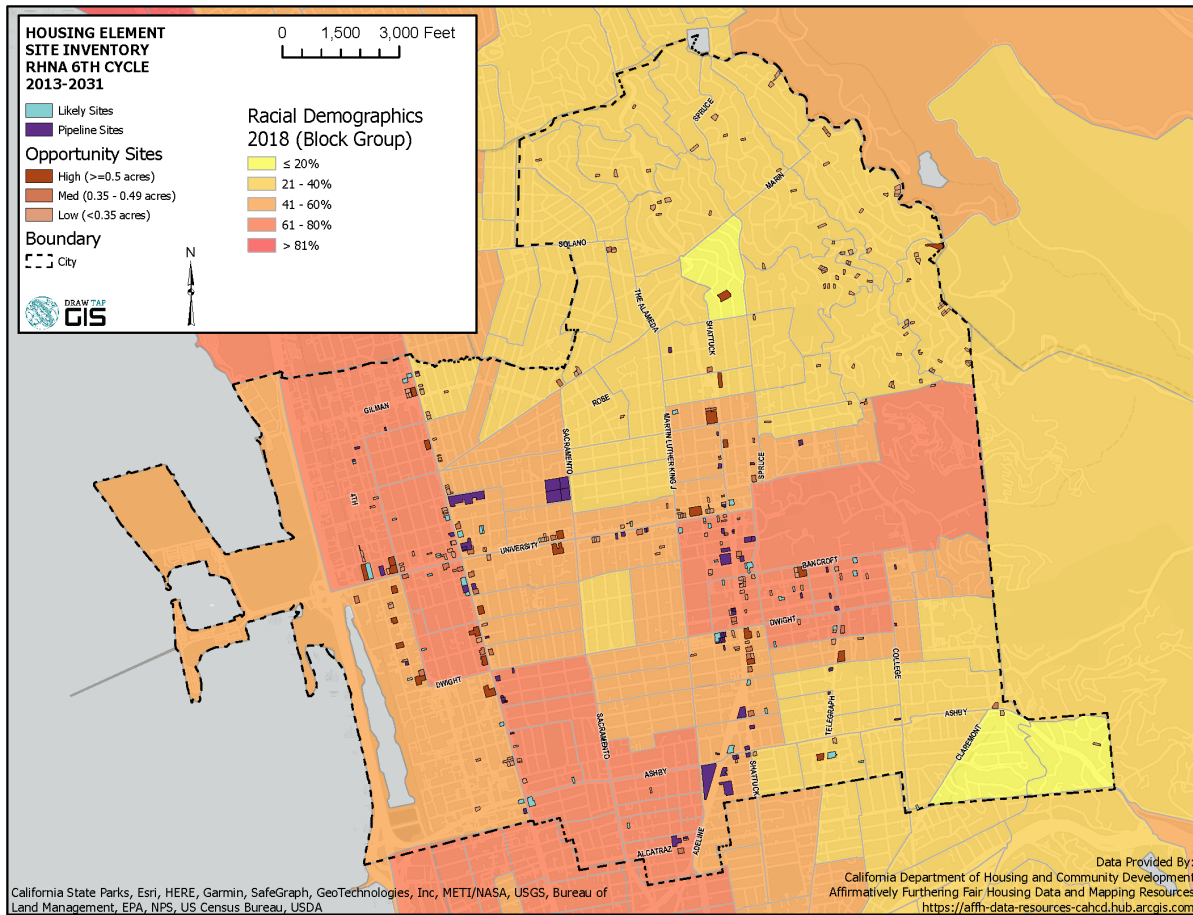 HOUSING ELEMENT
SITE INVENTORY
RHNA 6TH CYCLE
2013-2031
0 1,500 3,000 Feet
Likely Sites
Pipeline Sites
Opportunity Sites
High (>=0.5 acres)
Med (0.35 - 0.49 acres)
Low (<0.35 acres)
Boundary
City
Racial Demographics
2018 (Block Group)
≤ 20%
21 - 40%
41 - 60%
61 - 80%
> 81%
N
DRAW TAP
GIS
SPRUCE
MARIN
SOLANO
THE ALAMEDA
SHATTUCK
ROSE
GILMAN
SACRAMENTO
MARTIN LUTHER KING J
SPRUCE
4TH
UNIVERSITY
BANCROFT
DWIGHT
DWIGHT
COLLEGE
SACRAMENTO
TELEGRAPH
ASHBY
CLAREMONT
ASHBY
SHATTUCK
ADELINE
ALCATRAZ
California State Parks, Esri, HERE, Garmin, SafeGraph, GeoTechnologies, Inc, METI/NASA, USGS, Bureau of
Land Management, EPA, NPS, US Census Bureau, USDA
Data Provided By:
California Department of Housing and Community Development
Affirmatively Furthering Fair Housing Data and Mapping Resources
https://affh-data-resources-cahcd.hub.arcgis.com